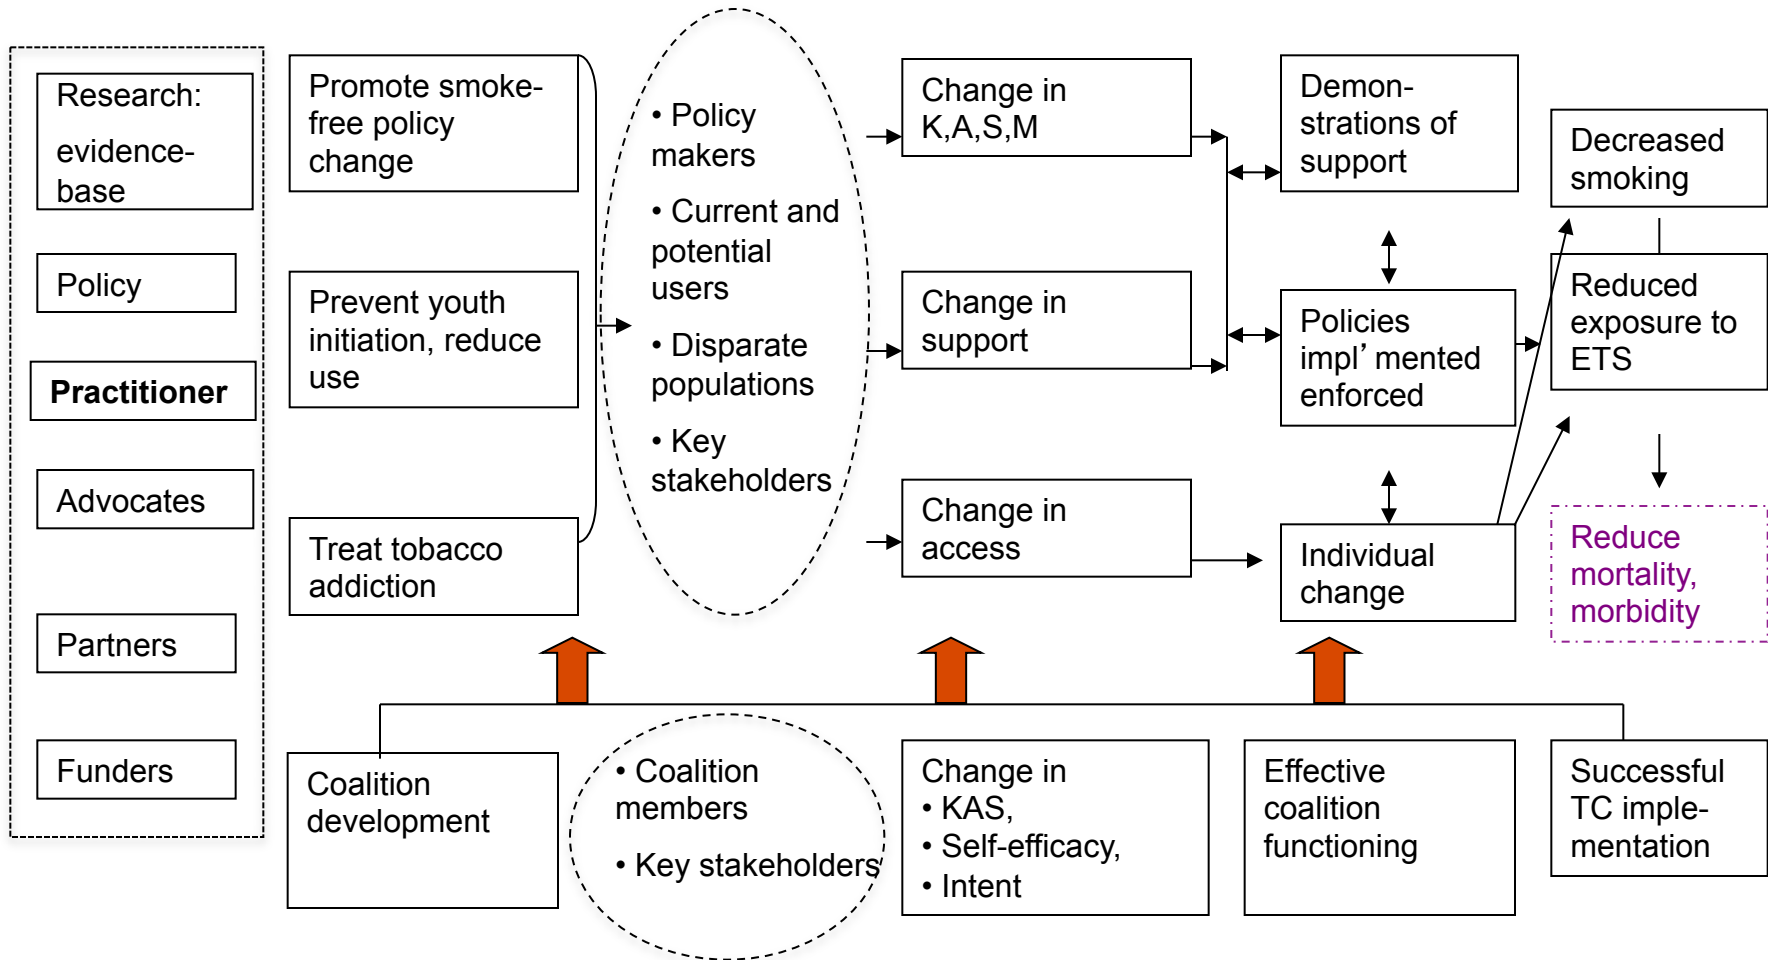 Research:
evidence-
base
Policy
Practitioner
Advocates
Partners
Funders
Promote smoke-
free policy
change
Prevent youth
initiation, reduce
use
Treat tobacco
addiction
• Policy
makers
• Current and
potential
users
• Disparate
populations
• Key
stakeholders
Change in
K,A,S,M
Change in
support
Change in
access
Demon-
strations of
support
Policies
impl’ mented
enforced
Individual
change
Decreased
smoking
Reduced
exposure to
ETS
Reduce
mortality,
morbidity
Coalition
development
• Coalition
members
• Key stakeholders
Change in
• KAS,
• Self-efficacy,
• Intent
Effective
coalition
functioning
Successful
TC imple-
mentation